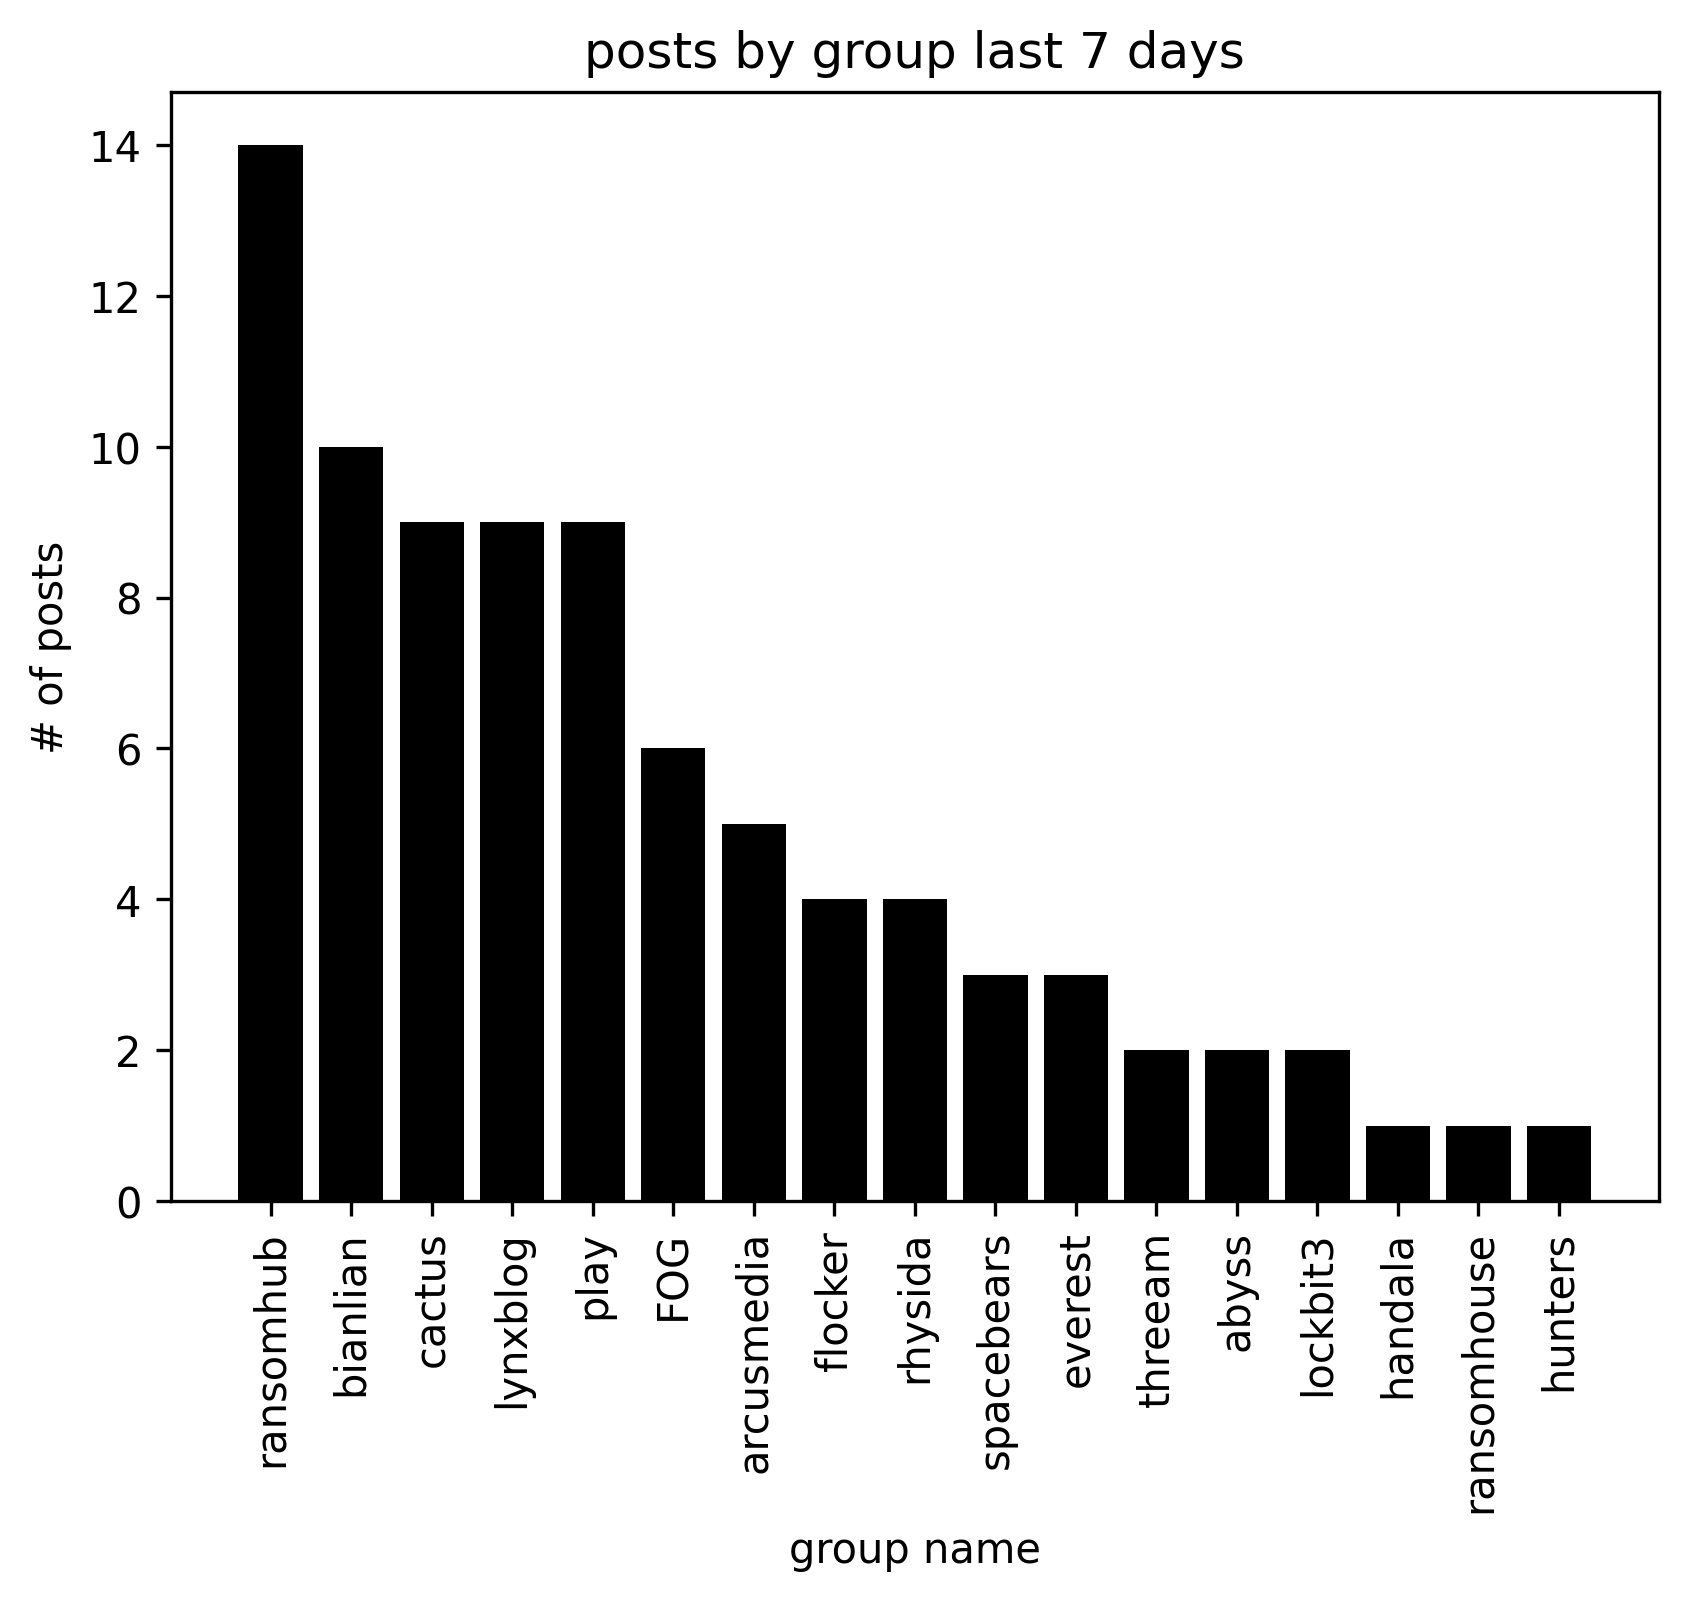 posts by group last 7 days
14
12
10
8
6
4
2
0
# of posts
ransomhub
bianlian
cactus
lynxblog
play
FOG
arcusmedia
flocker
rhysida
spacebears
everest
threeam
abyss
lockbit3
handala
ransomhouse
hunters
group name